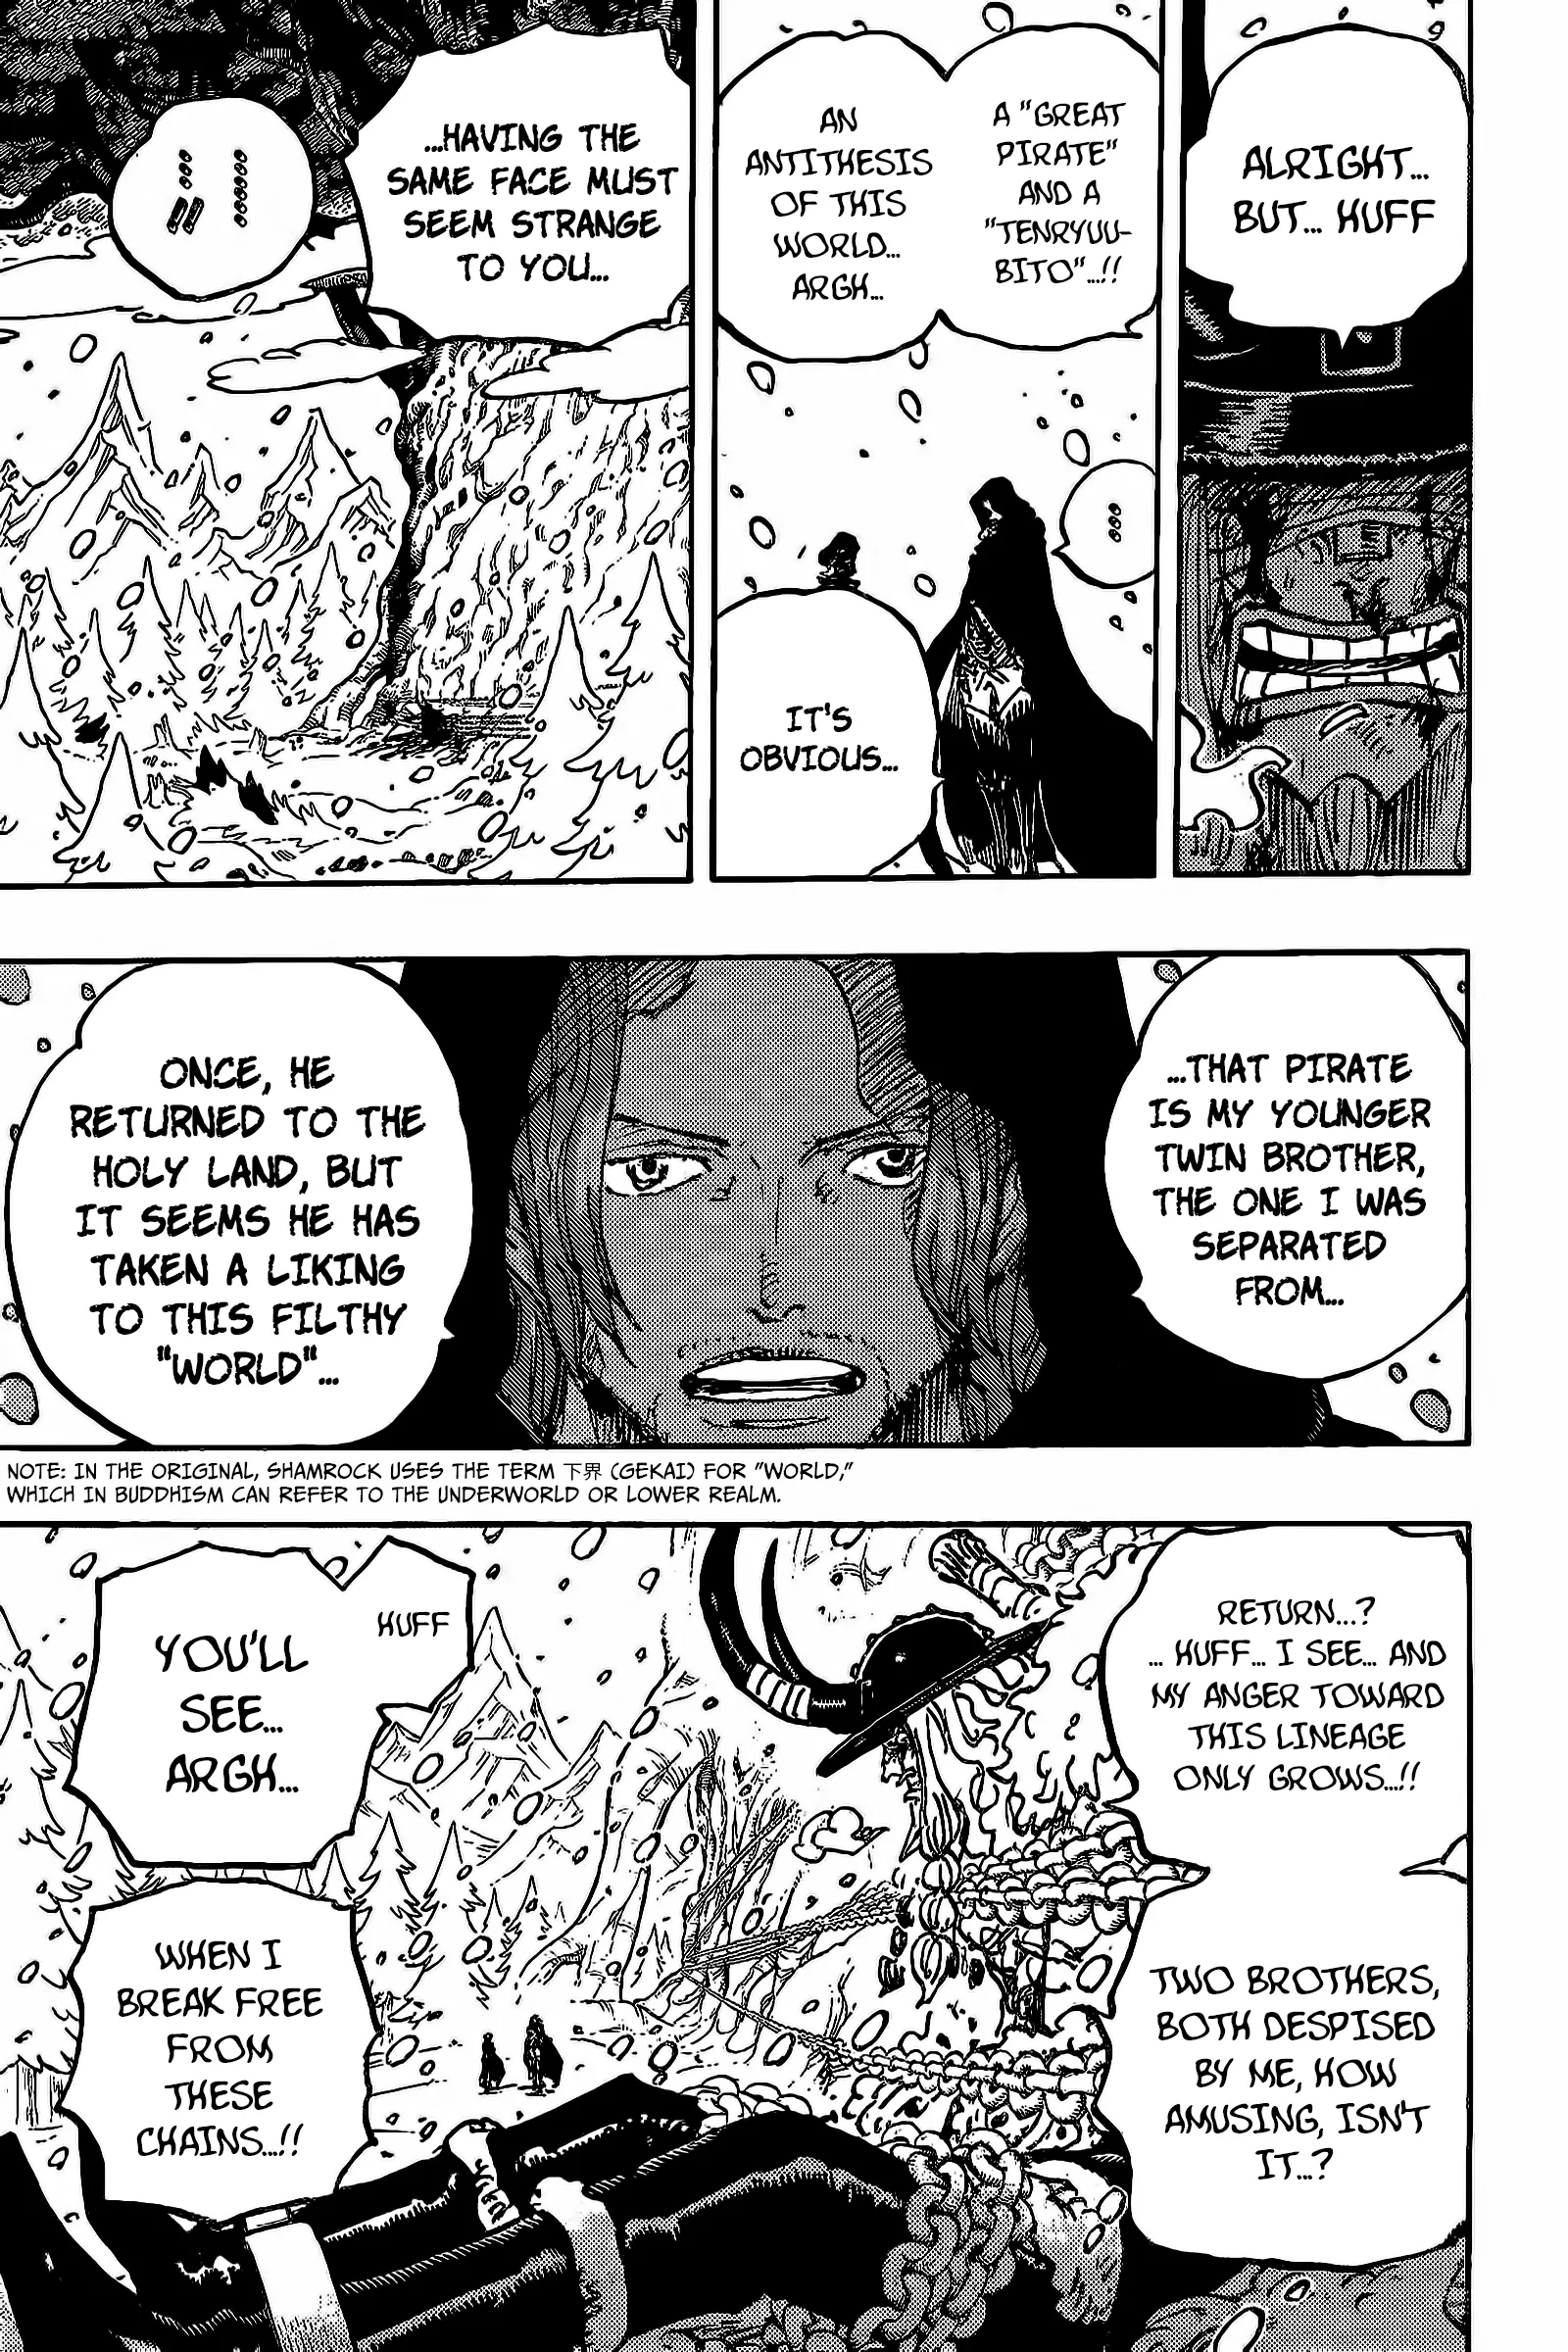 ALRIGHT...
BUT... HUFF
A "GREAT
PIRATE"
AND A
"TENRYUU-
BITO"...!!
AN
ANTITHESIS
OF THIS
WORLD...
ARGH...
...
IT'S
OBVIOUS...
...HAVING THE
SAME FACE MUST
SEEM STRANGE
TO YOU...
......
...!!
...THAT PIRATE
IS MY YOUNGER
TWIN BROTHER,
THE ONE I WAS
SEPARATED
FROM...
ONCE, HE
RETURNED TO THE
HOLY LAND, BUT
IT SEEMS HE HAS
TAKEN A LIKING
TO THIS FILTHY
"WORLD"...
NOTE: IN THE ORIGINAL, SHAMROCK USES THE TERM 下界 (GEKAI) FOR "WORLD,"
WHICH IN BUDDHISM CAN REFER TO THE UNDERWORLD OR LOWER REALM.
RETURN...?
... HUFF... I SEE... AND
MY ANGER TOWARD
THIS LINEAGE
ONLY GROWS...!!
TWO BROTHERS,
BOTH DESPISED
BY ME, HOW
AMUSING, ISN'T
IT...?
HUFF
YOU'LL
SEE...
ARGH...
WHEN I
BREAK FREE
FROM
THESE
CHAINS...!!